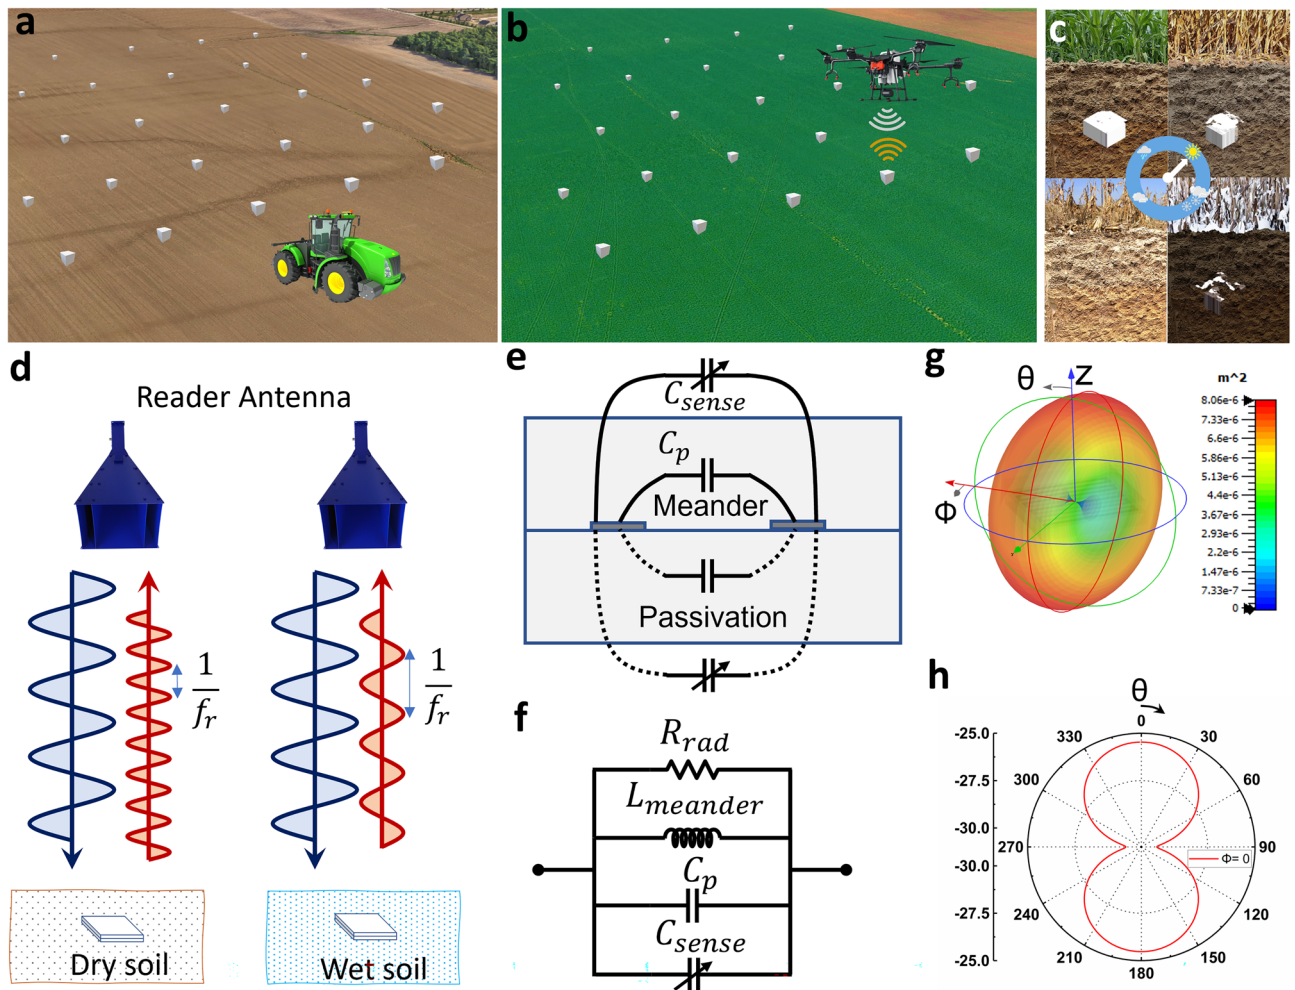 a
b
c
d
Reader Antenna
1
f_r
1
f_r
Dry soil
Wet soil
e
C_sense
C_p
Meander
Passivation
f
R_rad
L_meander
C_p
C_sense
g
θ
Z
Φ
m^2
8.06e-6
7.33e-6
6.6e-6
5.86e-6
5.13e-6
4.4e-6
3.67e-6
2.93e-6
2.2e-6
1.47e-6
7.33e-7
0
h
θ
0
30
60
90
120
150
180
210
240
270
300
330
-25.0
-27.5
-30.0
-30.0
-27.5
-25.0
Φ= 0